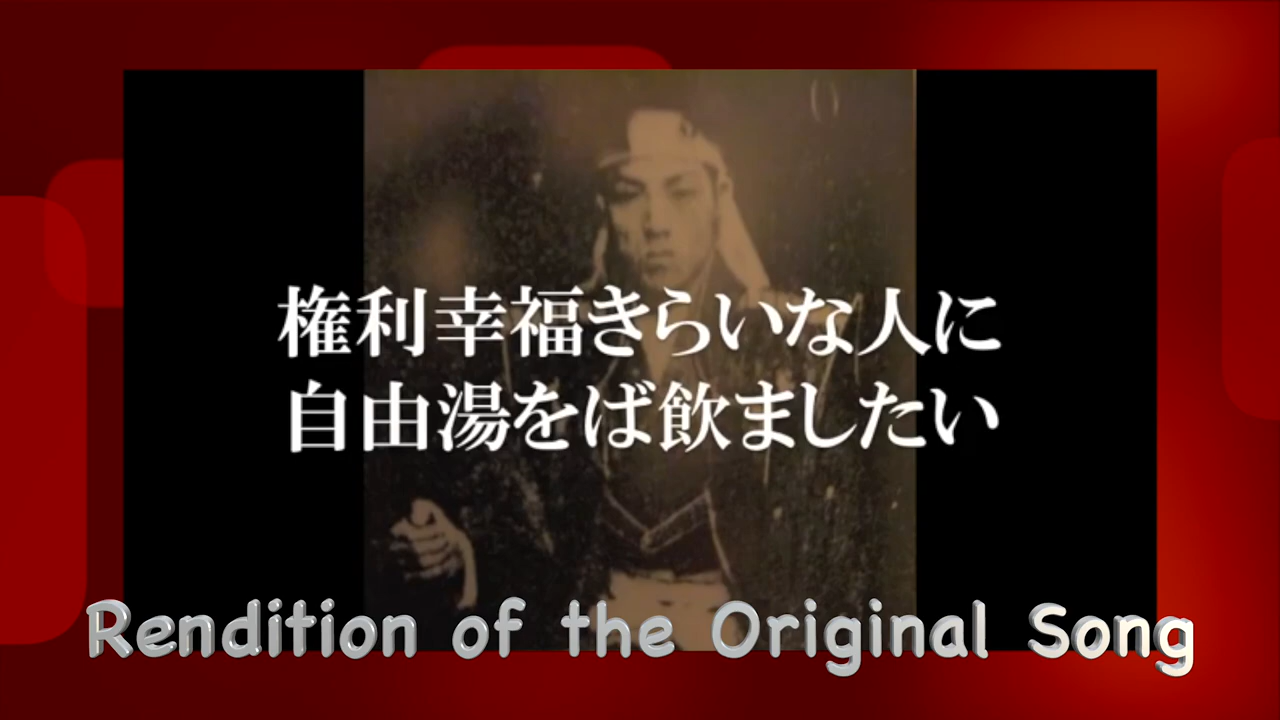 権利幸福きらいな人に
自由湯をば飲ましたい
Rendition of the Original Song